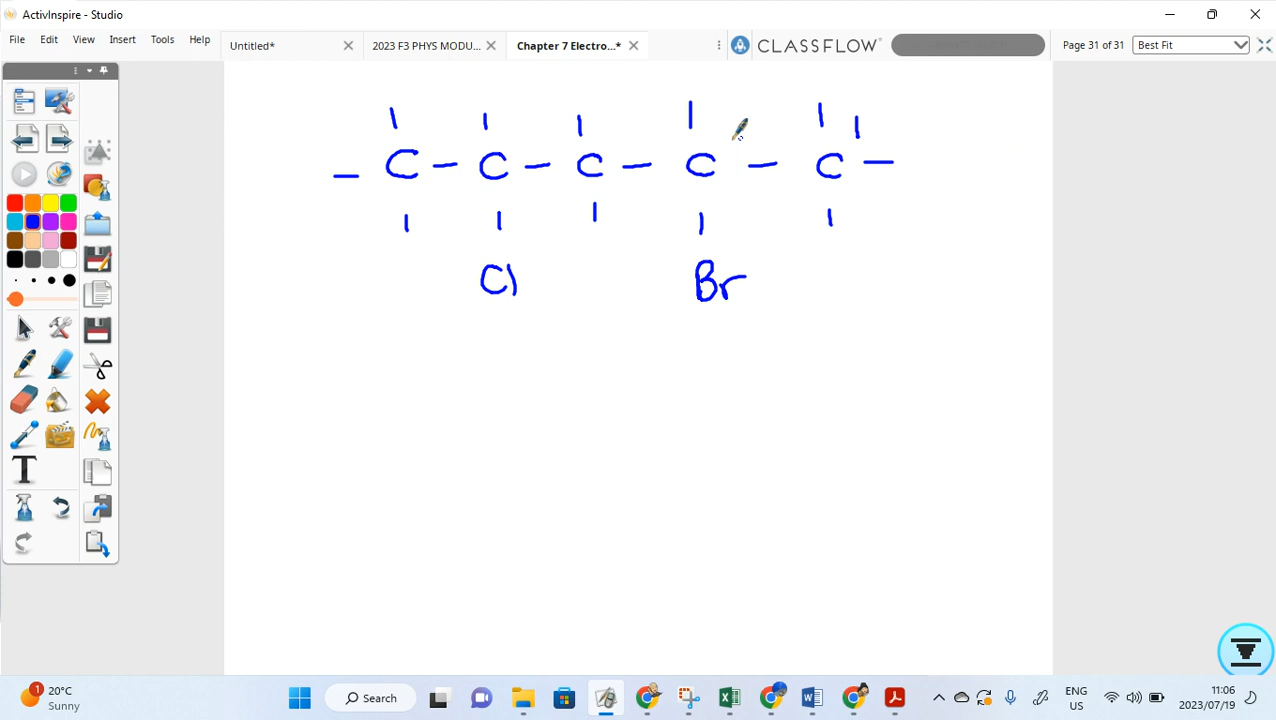 ActivInspire - Studio
File Edit View Insert Tools Help
Untitled* 2023 F3 PHYS MODU... Chapter 7 Electro...* CLASSFLOW Page 31 of 31 Best Fit
– C – C – C – C – C –
Cl Br
T
1 20°C
Sunny
Search
ENG
US
11:06
2023/07/19